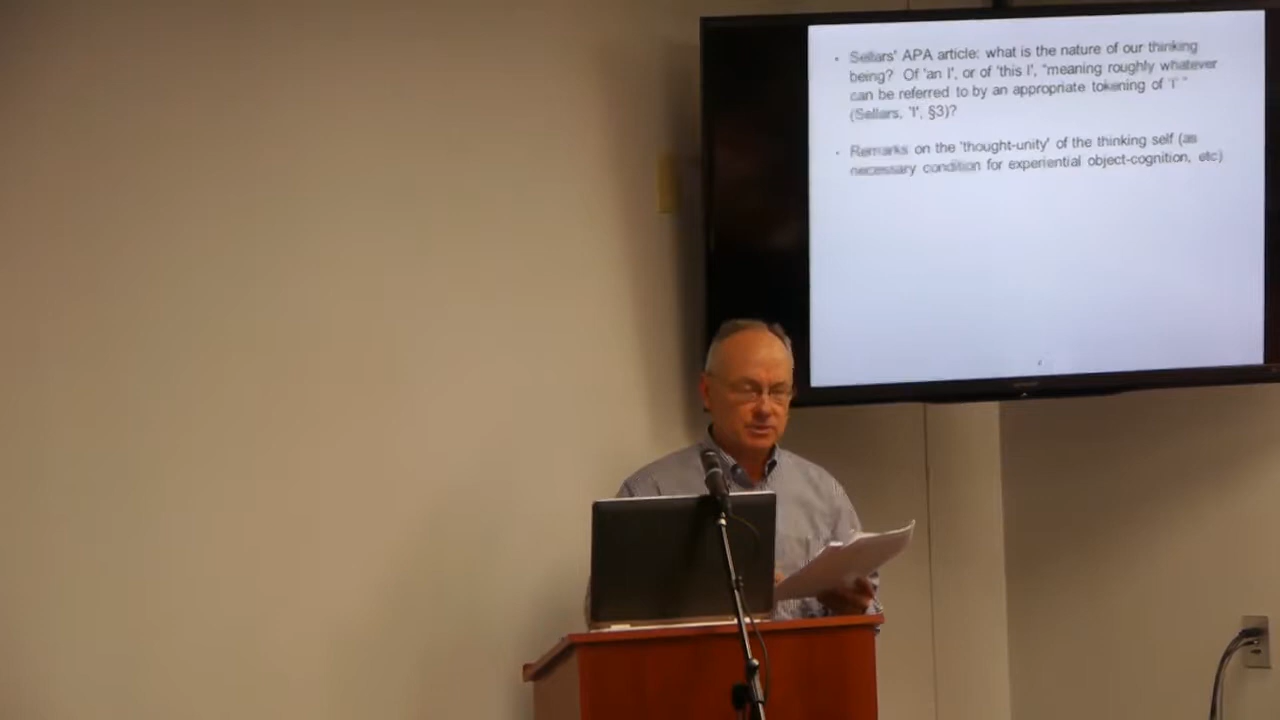 • Sellars' APA article: what is the nature of our thinking
being? Of 'an I', or of 'this I', "meaning roughly whatever
can be referred to by an appropriate tokening of 'I' "
(Sellars, 'I', §3)?
• Remarks on the 'thought-unity' of the thinking self (as
necessary condition for experiential object-cognition, etc)